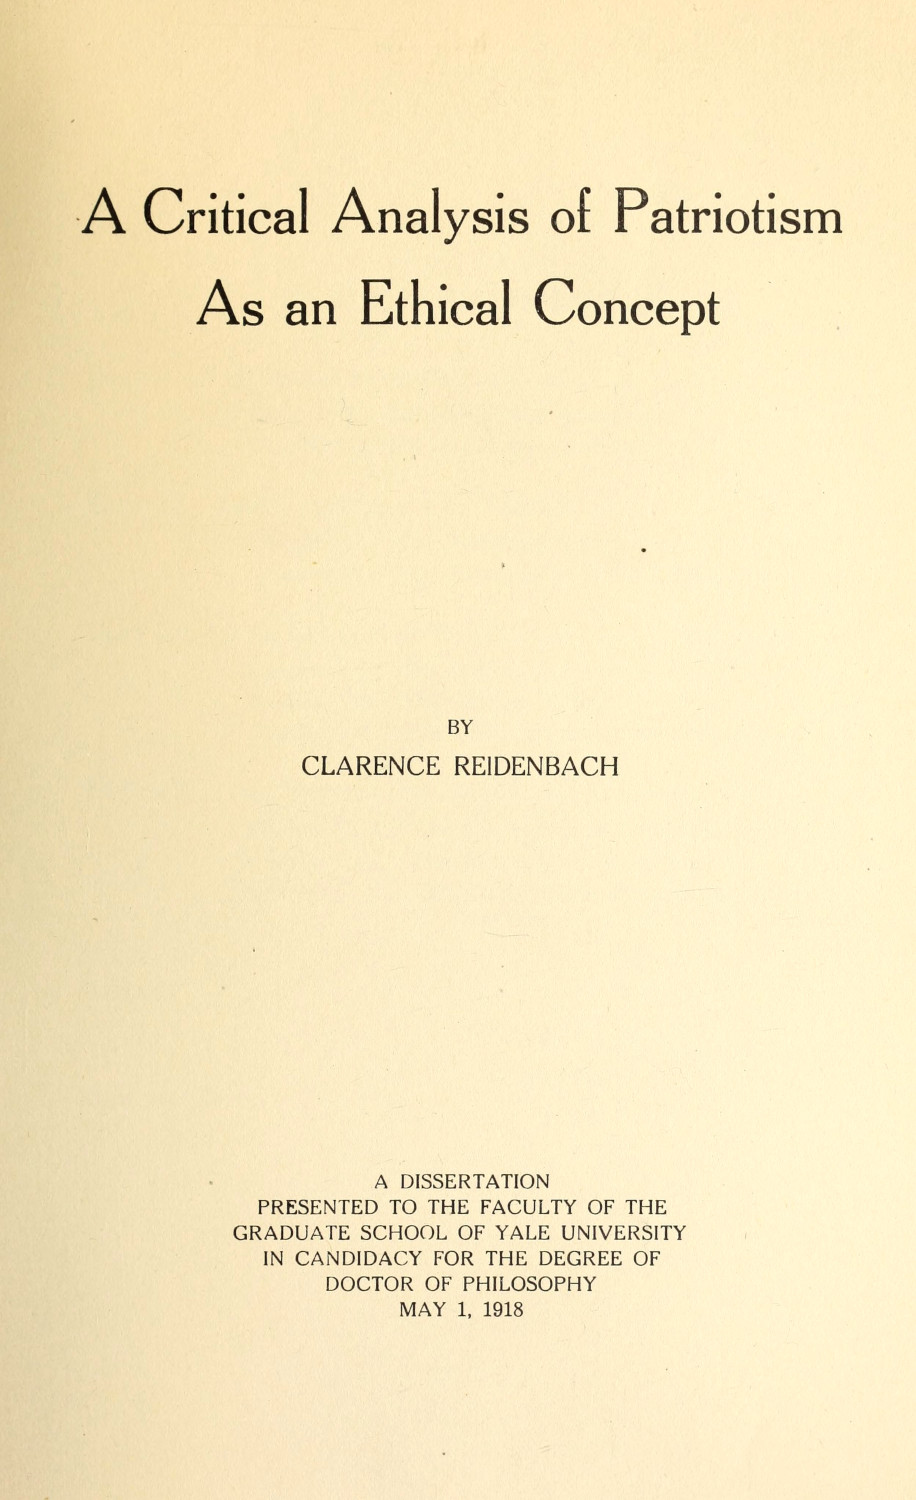 A Critical Analysis of Patriotism
As an Ethical Concept
BY
CLARENCE REIDENBACH
A DISSERTATION
PRESENTED TO THE FACULTY OF THE
GRADUATE SCHOOL OF YALE UNIVERSITY
IN CANDIDACY FOR THE DEGREE OF
DOCTOR OF PHILOSOPHY
MAY 1, 1918